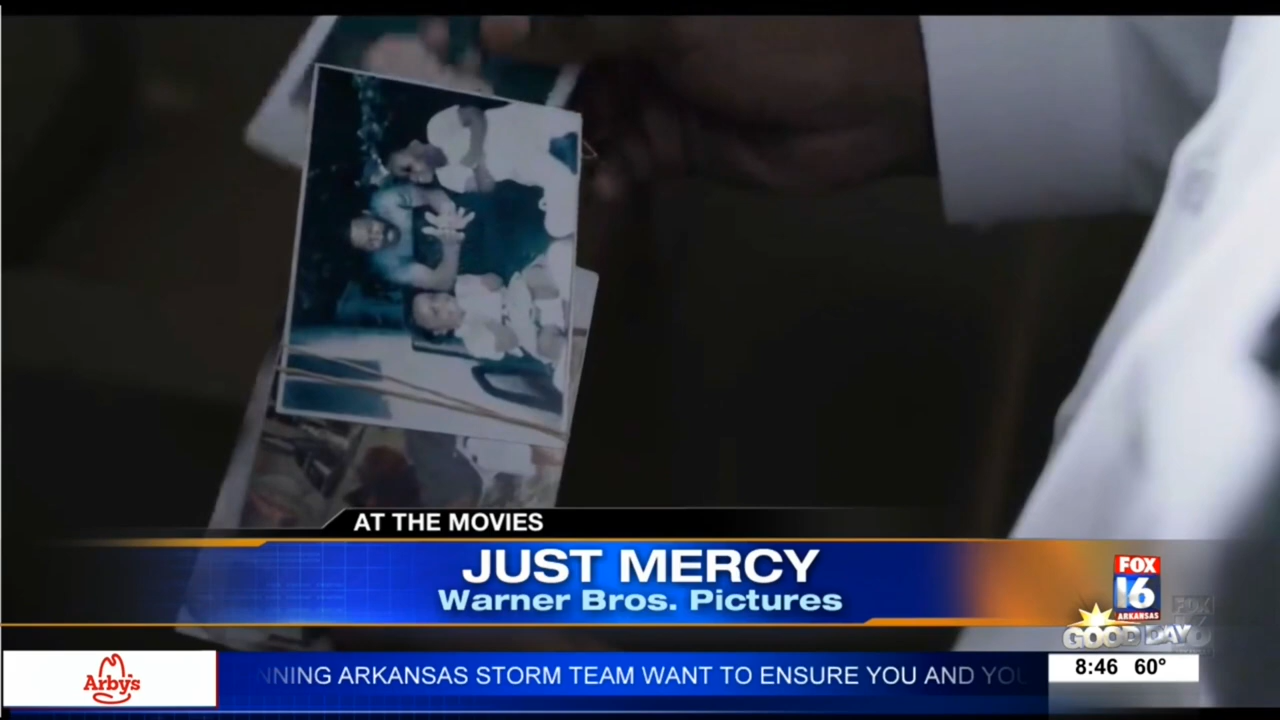 AT THE MOVIES
JUST MERCY
Warner Bros. Pictures
FOX
16
ARKANSAS
GOOD DAY
Arby's
NNING ARKANSAS STORM TEAM WANT TO ENSURE YOU AND YOU
8:46 60°